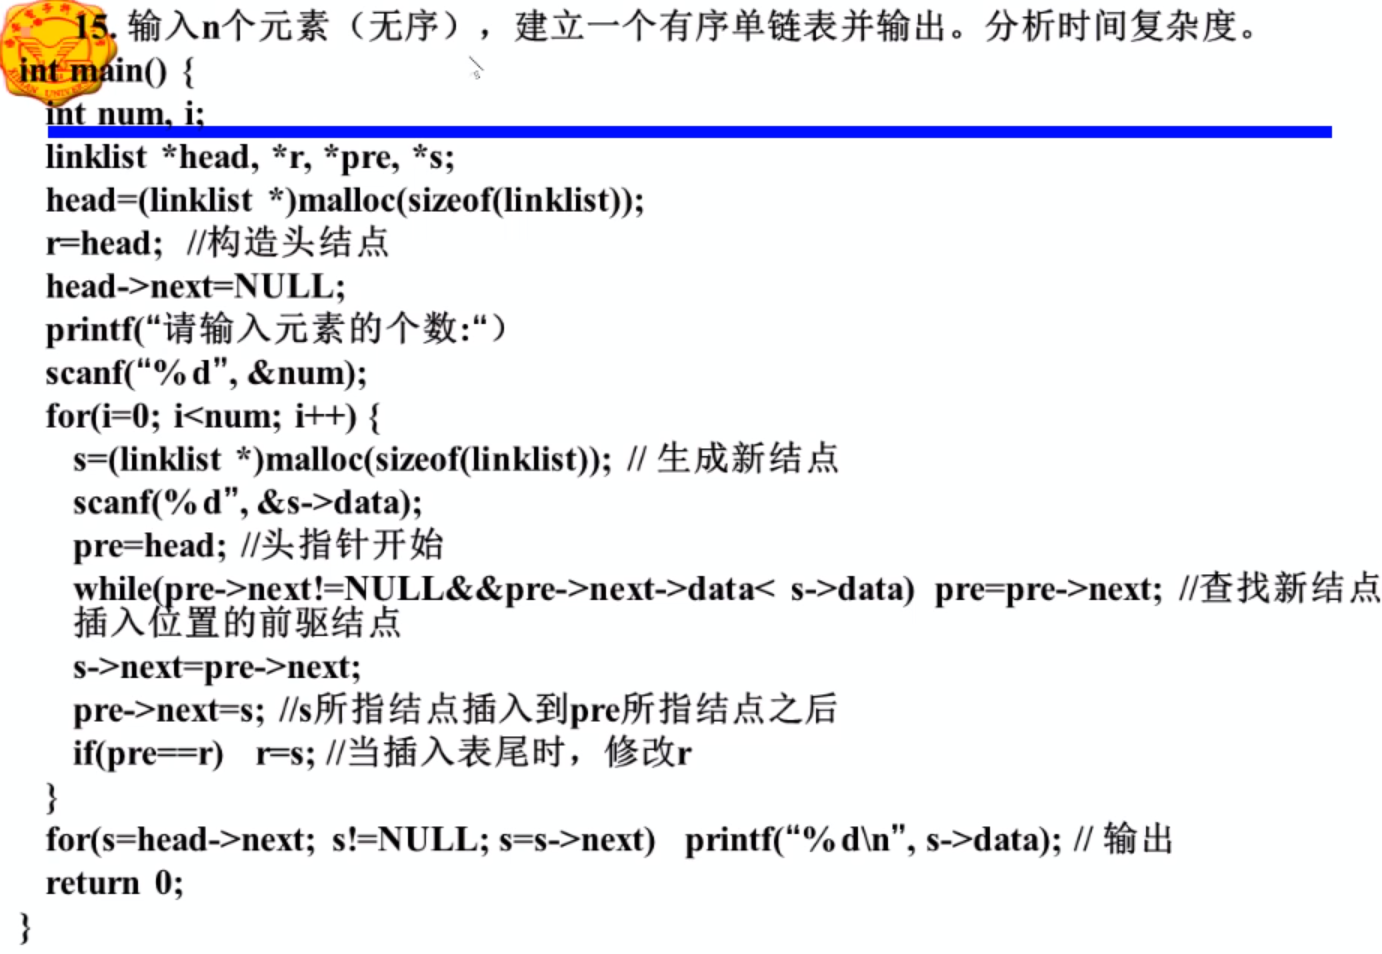 15. 输入n个元素（无序），建立一个有序单链表并输出。分析时间复杂度。
int main() {
int num, i;
linklist *head, *r, *pre, *s;
head=(linklist *)malloc(sizeof(linklist));
r=head; //构造头结点
head->next=NULL;
printf(“请输入元素的个数:“）
scanf(“%d”, &num);
for(i=0; i<num; i++) {
s=(linklist *)malloc(sizeof(linklist)); // 生成新结点
scanf(%d”, &s->data);
pre=head; //头指针开始
while(pre->next!=NULL&&pre->next->data< s->data) pre=pre->next; //查找新结点
插入位置的前驱结点
s->next=pre->next;
pre->next=s; //s所指结点插入到pre所指结点之后
if(pre==r) r=s; //当插入表尾时，修改r
}
for(s=head->next; s!=NULL; s=s->next) printf(“%d\n”, s->data); // 输出
return 0;
}